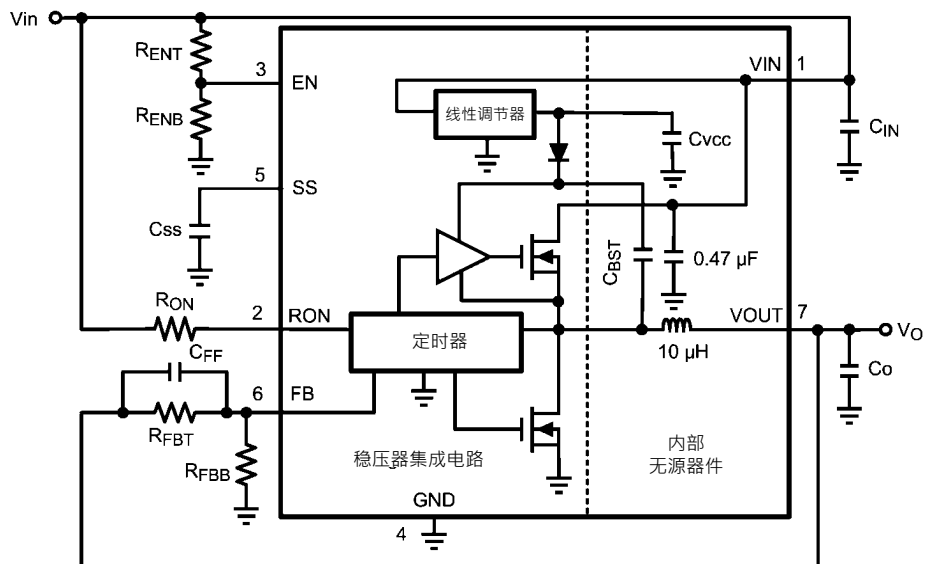 Vin
RENT
3
EN
VIN
1
线性调节器
RENB
CVCC
CIN
5
SS
Css
CBST
0.47 µF
RON
2
RON
定时器
VOUT
7
VO
10 µH
CFF
Co
6
FB
RFBT
RFBB
稳压器集成电路
内部
无源器件
GND
4